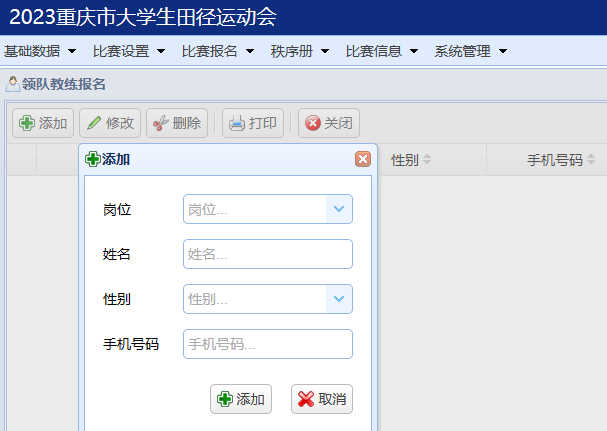 2023重庆市大学生田径运动会
基础数据 比赛设置 比赛报名 秩序册 比赛信息 系统管理
领队教练报名
添加 修改 删除 打印 关闭
添加
性别 手机号码
岗位 岗位...
姓名 姓名...
性别 性别...
手机号码 手机号码...
添加 取消